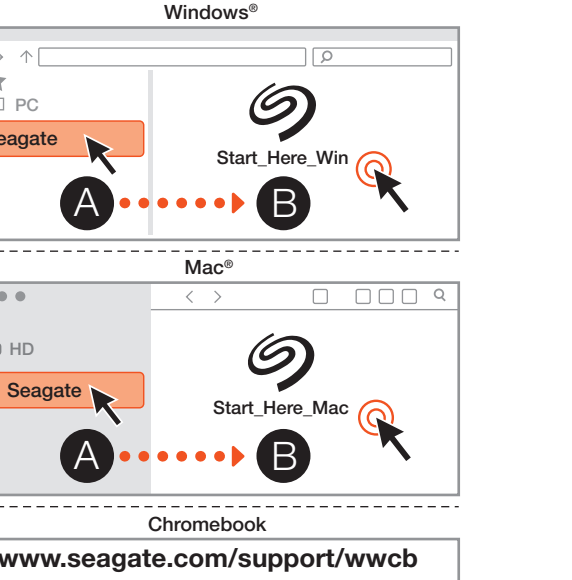 Windows®
PC
eagate
Start_Here_Win
A B
Mac®
HD
Seagate
Start_Here_Mac
A B
Chromebook
www.seagate.com/support/wwcb